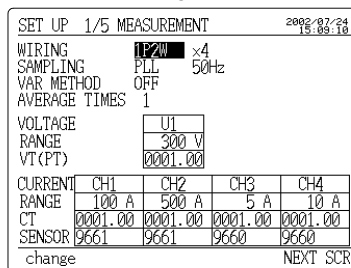 SET UP 1/5 MEASUREMENT 2002/07/24 15:09:10
WIRING 1P2W ×4
SAMPLING PLL 50Hz
VAR METHOD OFF
AVERAGE TIMES 1
VOLTAGE U1
RANGE 300 V
VT(PT) 0001.00
CURRENT CH1 CH2 CH3 CH4
RANGE 100 A 500 A 5 A 10 A
CT 0001.00 0001.00 0001.00 0001.00
SENSOR 9661 9661 9660 9660
change NEXT SCR